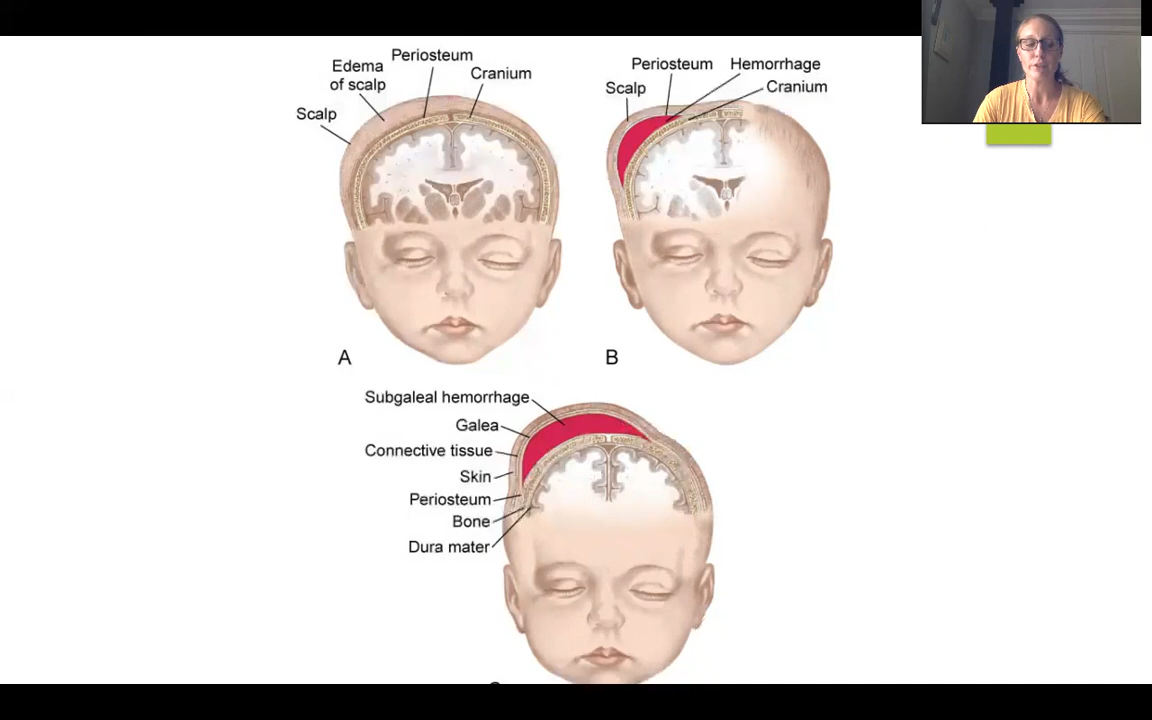 Periosteum
Edema
of scalp
Cranium
Scalp
A
Periosteum
Hemorrhage
Scalp
Cranium
B
Subgaleal hemorrhage
Galea
Connective tissue
Skin
Periosteum
Bone
Dura mater